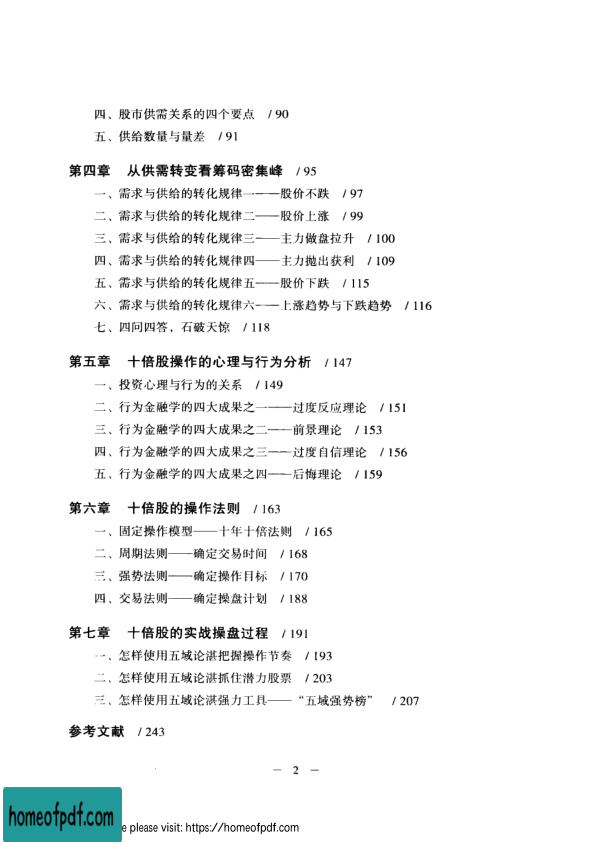 四、股市供需关系的四个要点 / 90
五、供给数量与量差 / 91
第四章 从供需转变看筹码密集峰 / 95
一、需求与供给的转化规律一——股价不跌 / 97
二、需求与供给的转化规律二——股价上涨 / 99
三、需求与供给的转化规律三——主力做盘拉升 / 100
四、需求与供给的转化规律四——主力抛出获利 / 109
五、需求与供给的转化规律五——股价下跌 / 115
六、需求与供给的转化规律六——上涨趋势与下跌趋势 / 116
七、四问四答，石破天惊 / 118
第五章 十倍股操作的心理与行为分析 / 147
一、投资心理与行为的关系 / 149
二、行为金融学的四大成果之一——过度反应理论 / 151
三、行为金融学的四大成果之二——前景理论 / 153
四、行为金融学的四大成果之三——过度自信理论 / 156
五、行为金融学的四大成果之四——后悔理论 / 159
第六章 十倍股的操作法则 / 163
一、固定操作模型——十年十倍法则 / 165
二、周期法则——确定交易时间 / 168
三、强势法则——确定操作目标 / 170
四、交易法则——确定操盘计划 / 188
第七章 十倍股的实战操盘过程 / 191
一、怎样使用五域论湛把握操作节奏 / 193
二、怎样使用五域论湛抓住潜力股票 / 203
三、怎样使用五域论湛强力工具——“五域强势榜” / 207
参考文献 / 243
— 2 —
homeofpdf.com
e please visit: https://homeofpdf.com